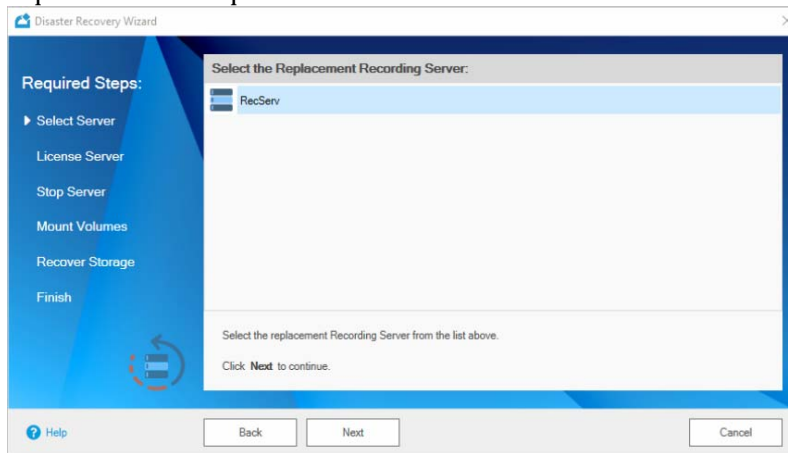 Disaster Recovery Wizard
Required Steps:
Select Server
License Server
Stop Server
Mount Volumes
Recover Storage
Finish
Select the Replacement Recording Server:
RecServ
Select the replacement Recording Server from the list above.
Click Next to continue.
Help
Back
Next
Cancel